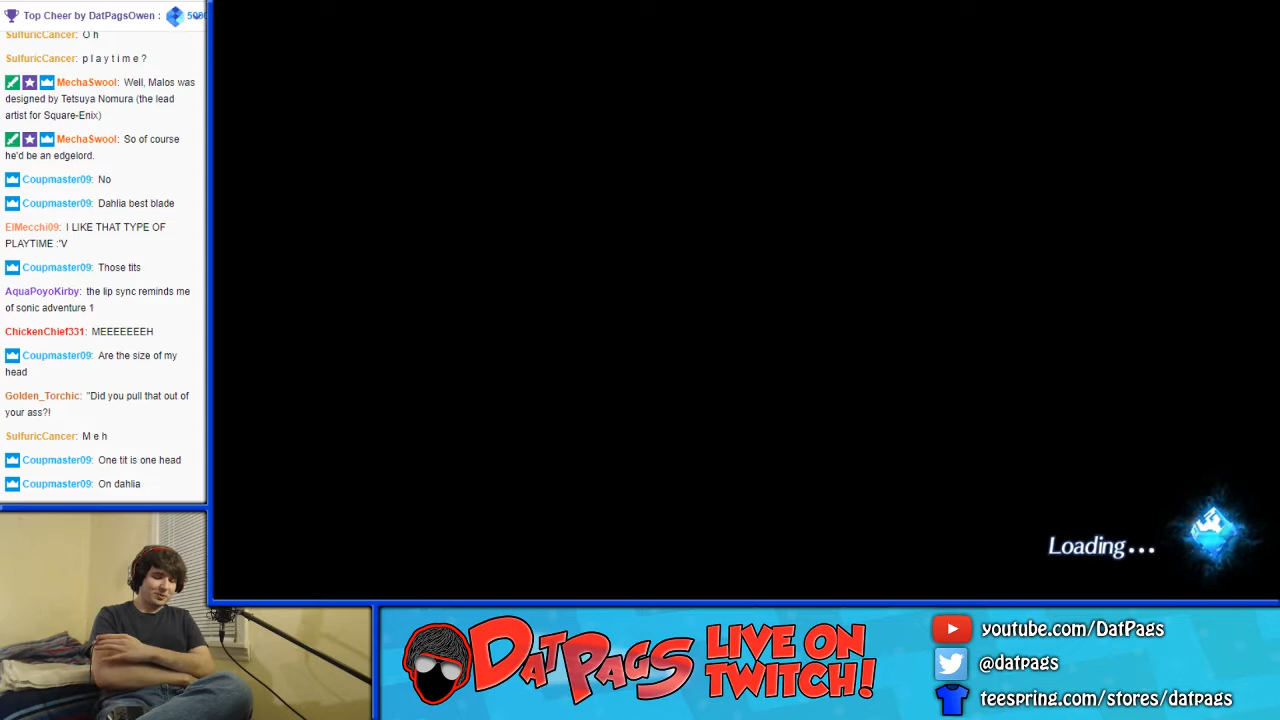 Top Cheer by DatPagsOwen :
SulfuricCancer: O h
SulfuricCancer: p l a y t i m e ?
MechaSwool: Well, Malos was
designed by Tetsuya Nomura (the lead
artist for Square-Enix)
MechaSwool: So of course
he'd be an edgelord.
Coupmaster09: No
Coupmaster09: Dahlia best blade
ElMecchi09: I LIKE THAT TYPE OF
PLAYTIME :'V
Coupmaster09: Those tits
AquaPoyoKirby: the lip sync reminds me
of sonic adventure 1
ChickenChief331: MEEEEEEEH
Coupmaster09: Are the size of my
head
Golden_Torchic: "Did you pull that out of
your ass?!
SulfuricCancer: M e h
Coupmaster09: One tit is one head
Coupmaster09: On dahlia
Loading...
DATPAGS
LIVE ON
TWITCH!
youtube.com/DatPags
@datpags
teespring.com/stores/datpags